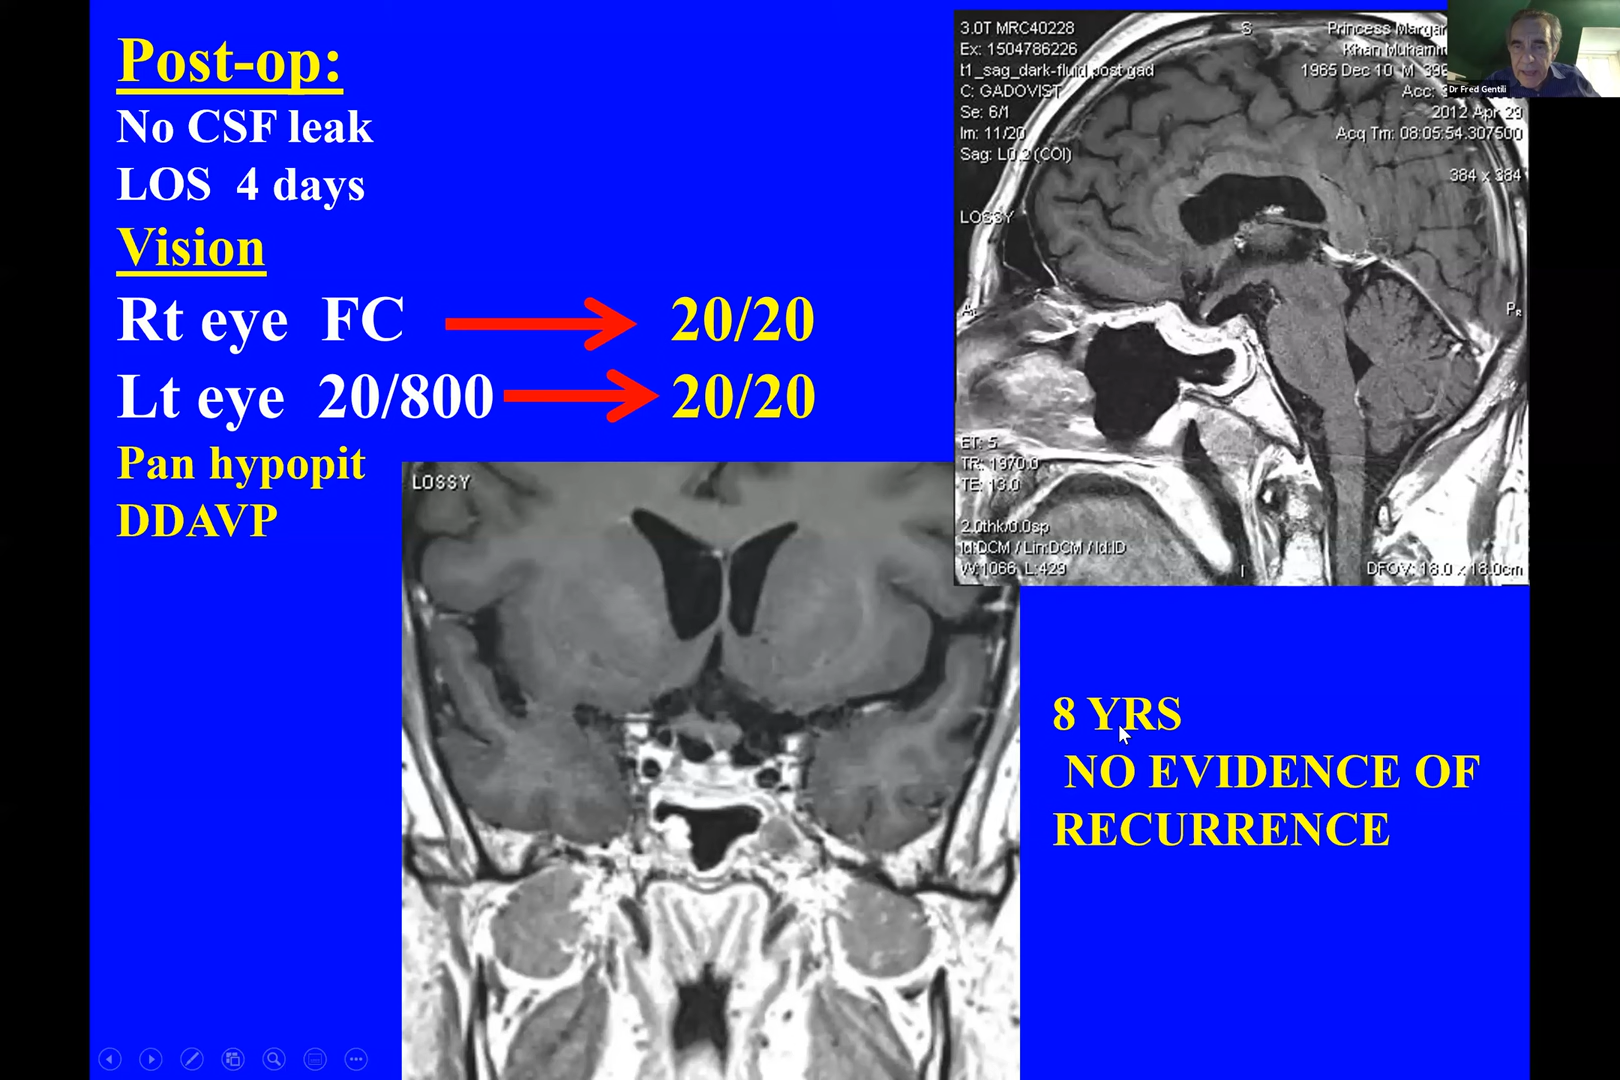 Post-op:
No CSF leak
LOS 4 days
Vision
Rt eye FC 20/20
Lt eye 20/800 20/20
Pan hypopit
DDAVP
LOSSY
3.0T MRC40228
Ex: 1504786226
t1_sag_dark-fluid post gad
C: GADOVIST
Se: 6/1
Im: 11/20
Sag: L0.2 (COI)
LOSSY
S
Princess
Khan
1965 Dec 10 M
Acc:
2012 Apr 29
Acq Tm: 08:05:54.307500
384 x 384
PR
ET: 5
TR: 1970.0
TE: 13.0
2.0thk/0.0sp
Id:DCM / Lin:DCM / Id:ID
W:1066 L:429
I
DFOV: 18.0 x 18.0cm
Dr Fred Gentili
8 YRS
NO EVIDENCE OF
RECURRENCE